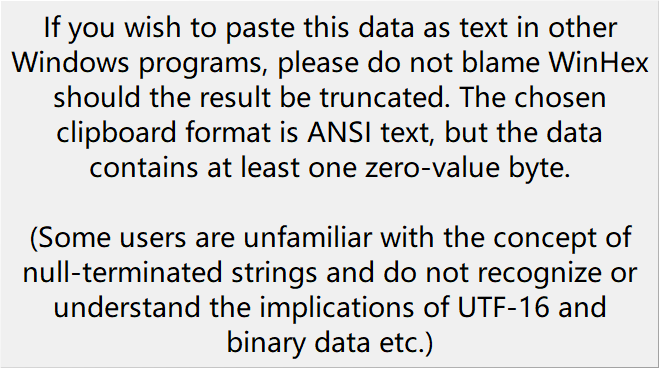 If you wish to paste this data as text in other
Windows programs, please do not blame WinHex
should the result be truncated. The chosen
clipboard format is ANSI text, but the data
contains at least one zero-value byte.

(Some users are unfamiliar with the concept of
null-terminated strings and do not recognize or
understand the implications of UTF-16 and
binary data etc.)